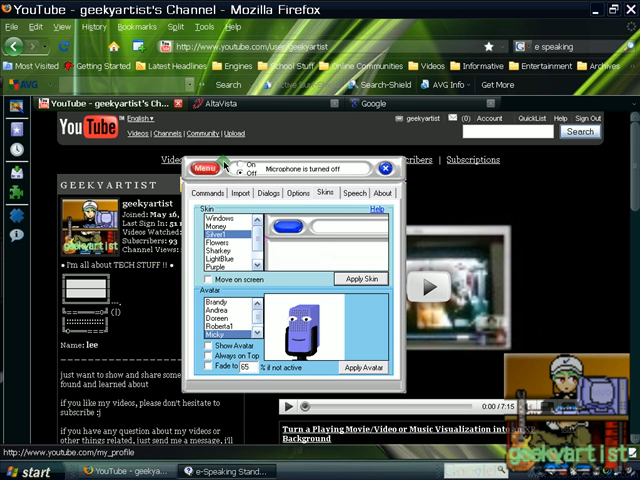 YouTube - geekyartist's Channel - Mozilla Firefox
File Edit View History Bookmarks Split Tools Help
http://www.youtube.com/user/geekyartist
e speaking
Most Visited Getting Started Latest Headlines Engines School Stuff Online Communities Videos Informative Entertainment Archives
AVG Search-Shield AVG Info Get More
YouTube - geekyartist's Ch... AltaVista Google
YouTube
English
geekyartist (0) Account QuickList Help Sign Out
Videos | Channels | Community | Upload
Search
Subscriptions
Menu
On
Off
Microphone is turned off
GEEKYARTIST
Commands Import Dialogs Options Skins Speech About
geekyartist
Joined: May 16,
Last Sign In: 51
Videos Watched:
Subscribers: 93
Channel Views:
geekyartist
Skin
Help
Windows
Money
Silver1
Flowers
Sharkey
LightBlue
Purple
Move on screen
Apply Skin
• I'm all about TECH STUFF !! •
Name: lee
Avatar
Brandy
Andrea
Doreen
Roberta1
Micky
Show Avatar
Always on Top
Fade to 65 % if not active
Apply Avatar
just want to show and share some
found and learned about
if you like my videos, please don't hesitate to
subscribe :j
if you have any question about my videos or
other things related, just send me a message, i'll
0:00 / 7:15
Turn a Playing Movie/Video or Music Visualization into an
Background
geekyartist
http://www.youtube.com/my_profile
start YouTube - geekya... e-Speaking Stand...